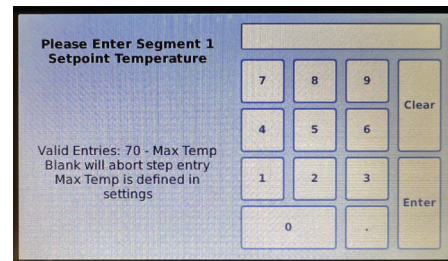 Please Enter Segment 1
Setpoint Temperature
Valid Entries: 70 - Max Temp
Blank will abort step entry
Max Temp is defined in
settings
7 8 9
Clear
4 5 6
1 2 3
Enter
0 .